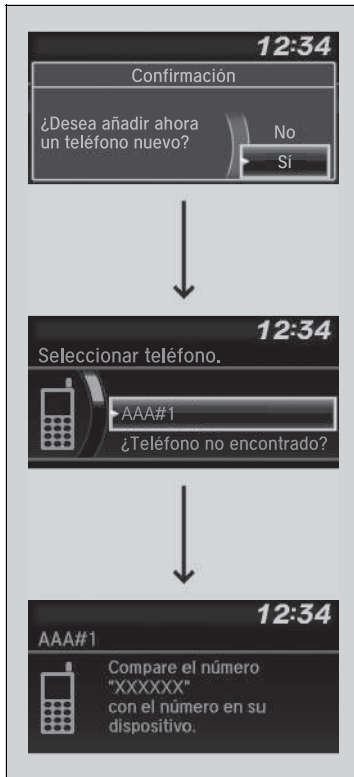 12:34
Confirmación
¿Desea añadir ahora
un teléfono nuevo?
No
Sí
12:34
Seleccionar teléfono.
AAA#1
¿Teléfono no encontrado?
12:34
AAA#1
Compare el número
"XXXXXX"
con el número en su
dispositivo.